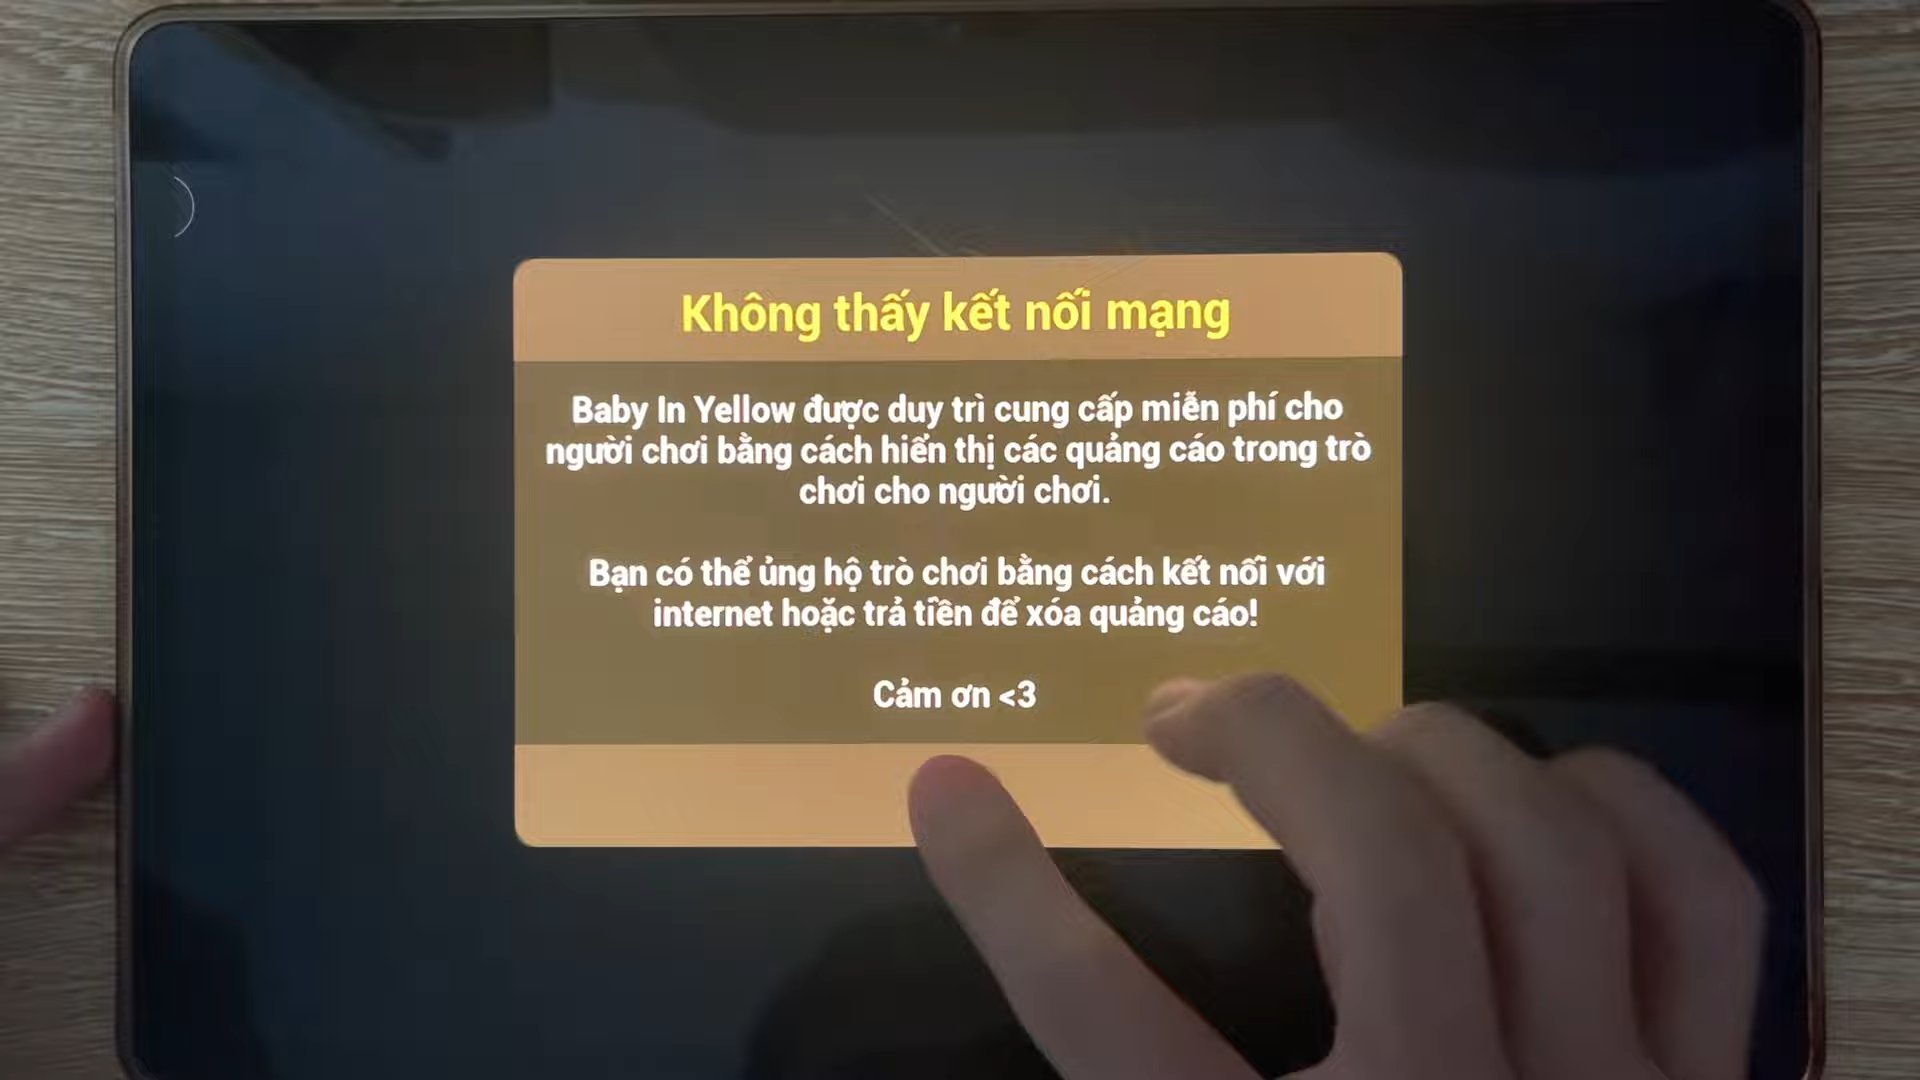 Không thấy kết nối mạng
Baby In Yellow được duy trì cung cấp miễn phí cho
người chơi bằng cách hiển thị các quảng cáo trong trò
chơi cho người chơi.
Bạn có thể ủng hộ trò chơi bằng cách kết nối với
internet hoặc trả tiền để xóa quảng cáo!
Cảm ơn <3